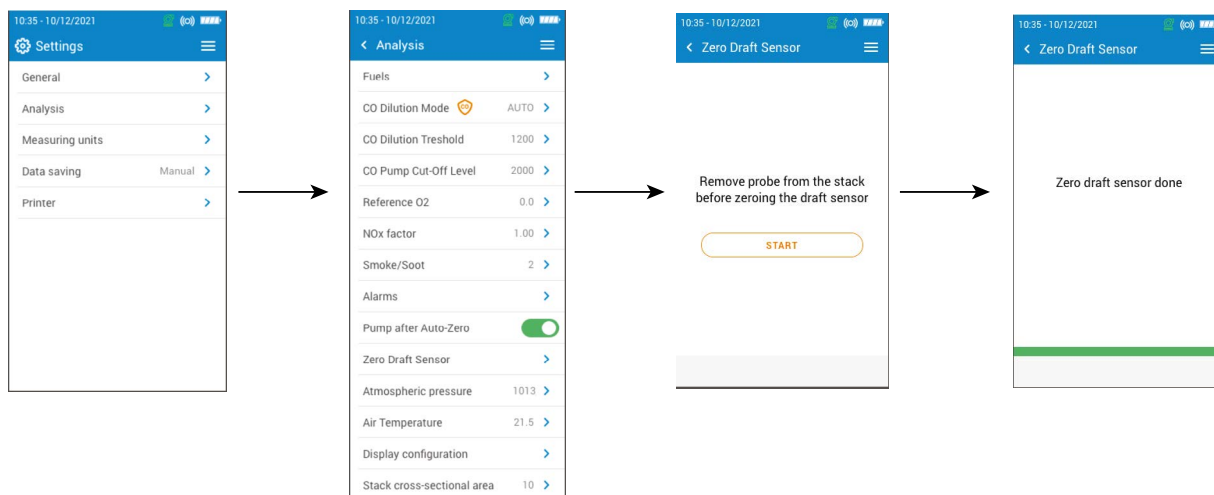 10:35 - 10/12/2021
Settings
General
Analysis
Measuring units
Data saving Manual
Printer
10:35 - 10/12/2021
Analysis
Fuels
CO Dilution Mode CO AUTO
CO Dilution Treshold 1200
CO Pump Cut-Off Level 2000
Reference O2 0.0
NOx factor 1.00
Smoke/Soot 2
Alarms
Pump after Auto-Zero
Zero Draft Sensor
Atmospheric pressure 1013
Air Temperature 21.5
Display configuration
Stack cross-sectional area 10
10:35 - 10/12/2021
Zero Draft Sensor
Remove probe from the stack
before zeroing the draft sensor
START
10:35 - 10/12/2021
Zero Draft Sensor
Zero draft sensor done